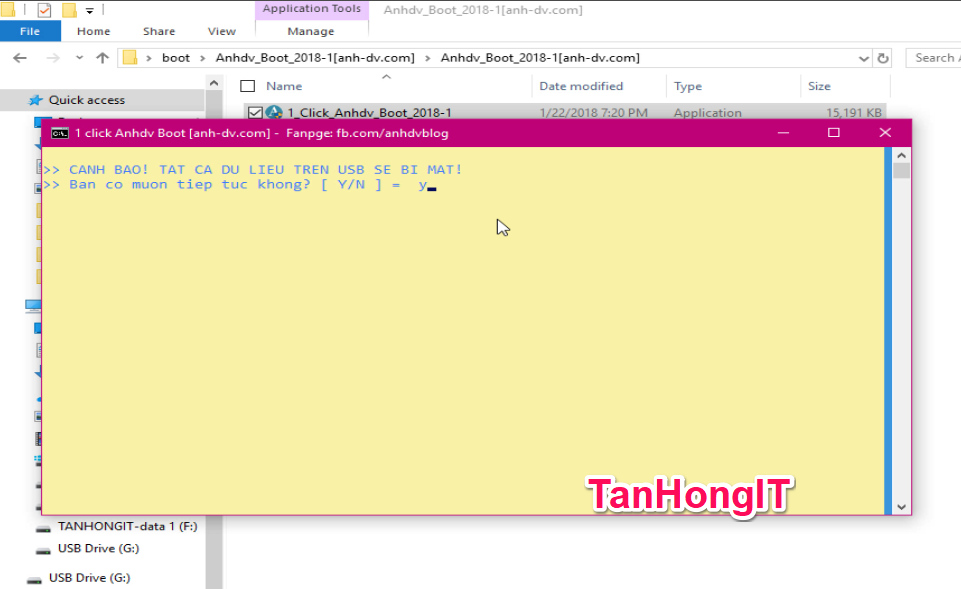 Application Tools
Anhdv_Boot_2018-1[anh-dv.com]
File Home Share View Manage
boot › Anhdv_Boot_2018-1[anh-dv.com] › Anhdv_Boot_2018-1[anh-dv.com]
Search
Name Date modified Type Size
Quick access
1_Click_Anhdv_Boot_2018-1 1/22/2018 7:20 PM Application 15,191 KB
1 click Anhdv Boot [anh-dv.com] - Fanpge: fb.com/anhdvblog
>> CANH BAO! TAT CA DU LIEU TREN USB SE BI MAT!
>> Ban co muon tiep tuc khong? [ Y/N ] = y
TanHongIT
TANHONGIT-data 1 (F:)
USB Drive (G:)
USB Drive (G:)